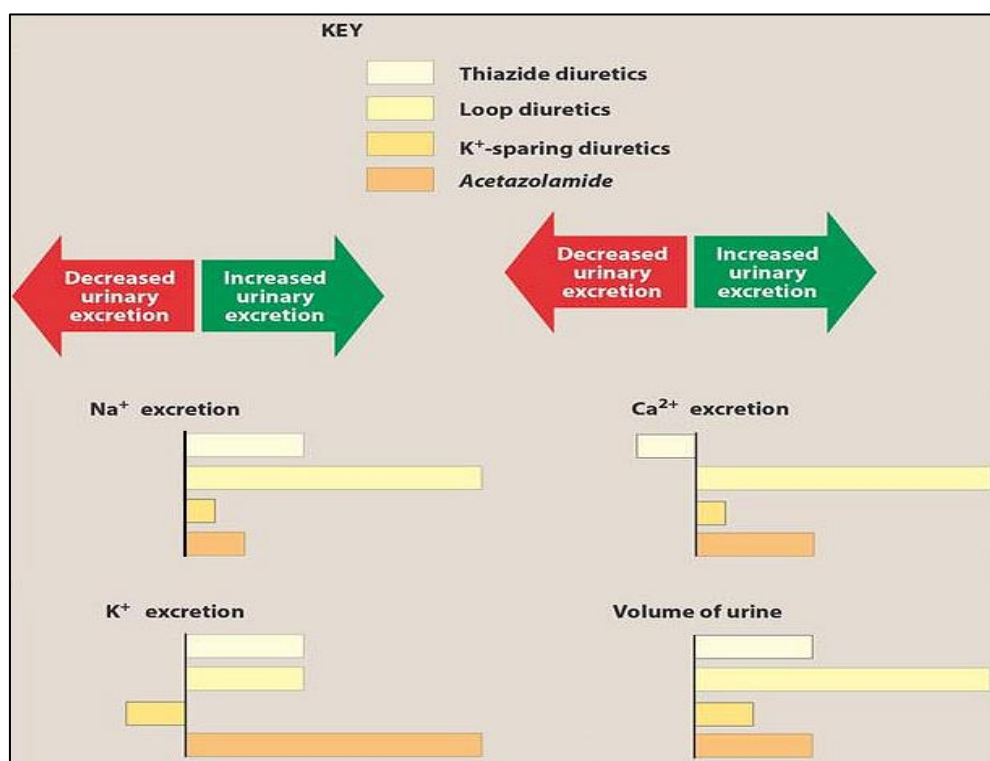 KEY
Thiazide diuretics
Loop diuretics
K⁺-sparing diuretics
Acetazolamide
Decreased
urinary
excretion
Increased
urinary
excretion
Decreased
urinary
excretion
Increased
urinary
excretion
Na⁺ excretion
Ca²⁺ excretion
K⁺ excretion
Volume of urine